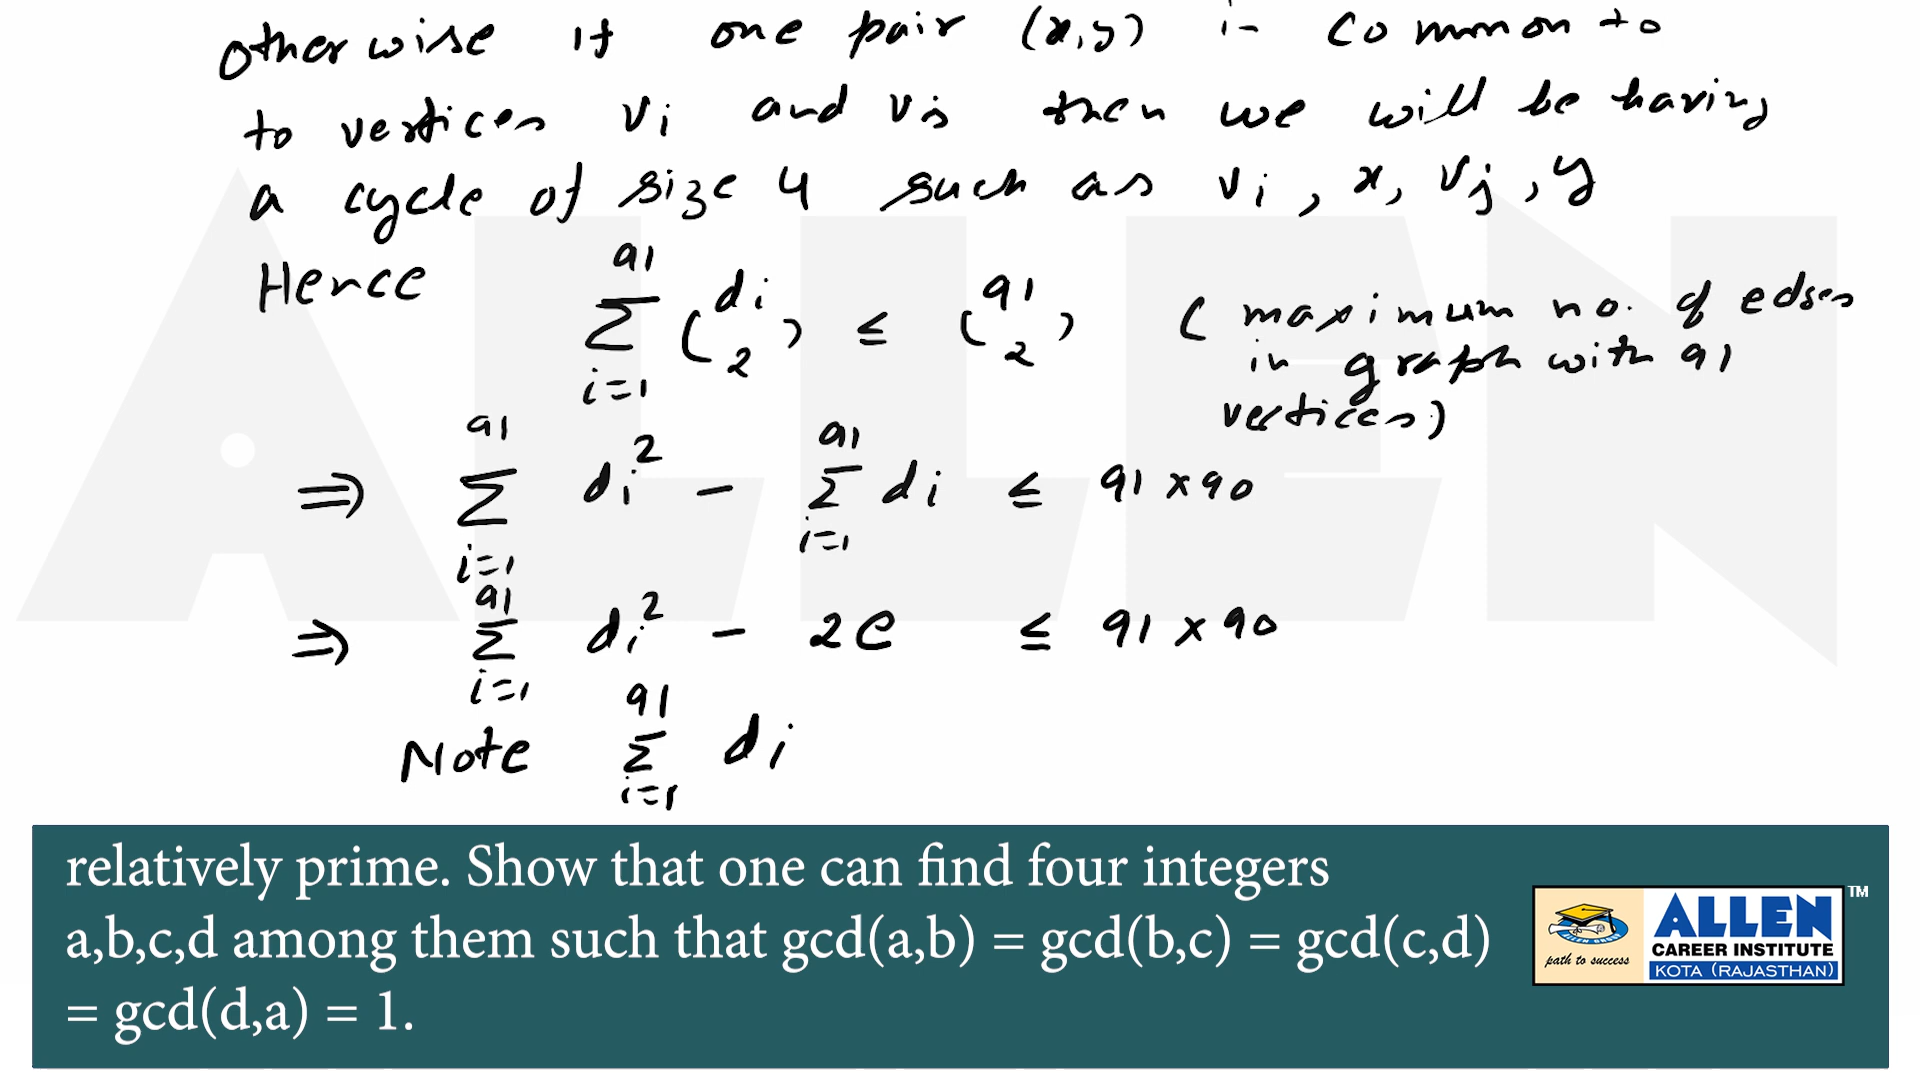 otherwise if one pair (x,y) i- common to
to vertices vi and vj then we will be having
a cycle of size 4 such as vi, x, vj, y
Hence 91 Σ i=1 (di 2) ≤ (91 2) (maximum no. of edges
in graph with 91
vertices)
⇒ 91 Σ i=1 di² - 91 Σ i=1 di ≤ 91 x 90
⇒ 91 Σ i=1 di² - 2e ≤ 91 x 90
Note 91 Σ i=1 di
relatively prime. Show that one can find four integers
a,b,c,d among them such that gcd(a,b) = gcd(b,c) = gcd(c,d)
= gcd(d,a) = 1.
ALLEN
path to success
ALLEN TM
CAREER INSTITUTE
KOTA (RAJASTHAN)